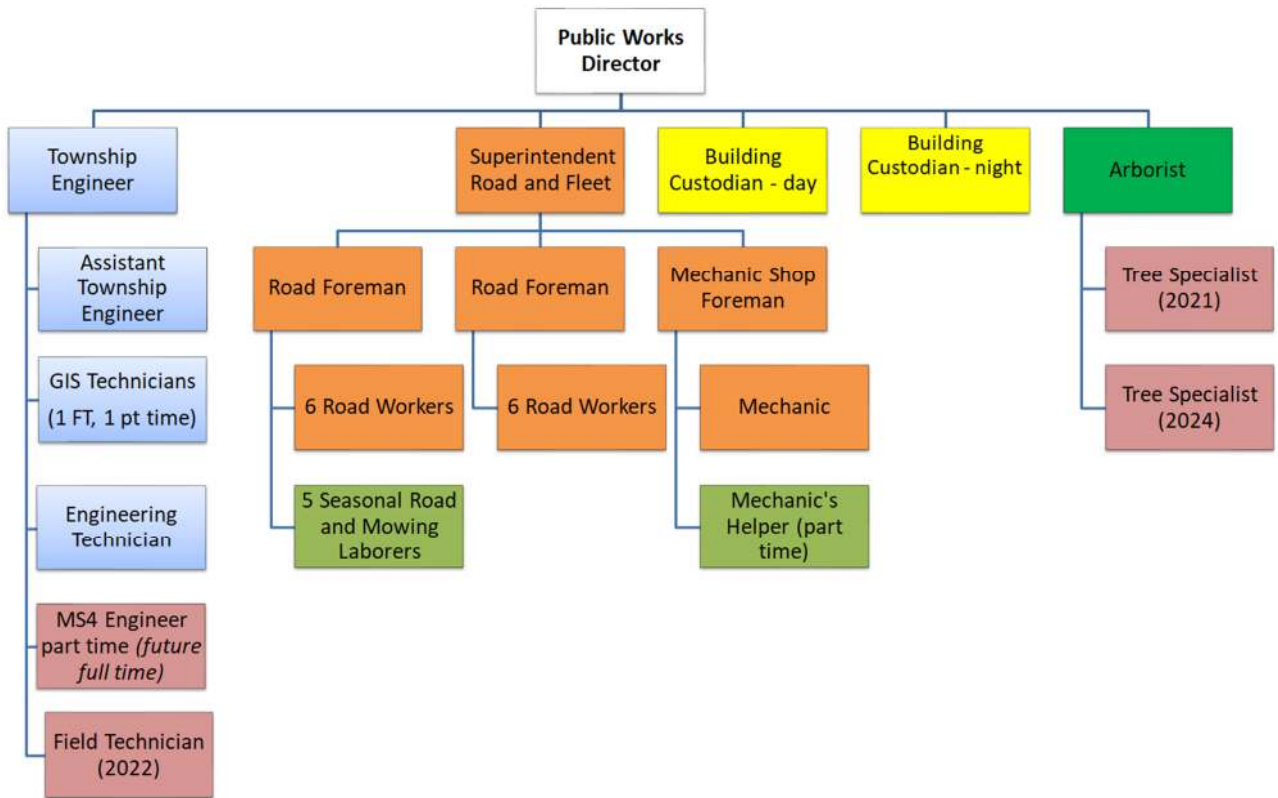 Public Works
Director
Township
Engineer
Superintendent
Road and Fleet
Building
Custodian - day
Building
Custodian - night
Arborist
Assistant
Township
Engineer
GIS Technicians
(1 FT, 1 pt time)
Engineering
Technician
MS4 Engineer
part time (future
full time)
Field Technician
(2022)
Road Foreman
6 Road Workers
5 Seasonal Road
and Mowing
Laborers
Road Foreman
6 Road Workers
Mechanic Shop
Foreman
Mechanic
Mechanic's
Helper (part
time)
Tree Specialist
(2021)
Tree Specialist
(2024)